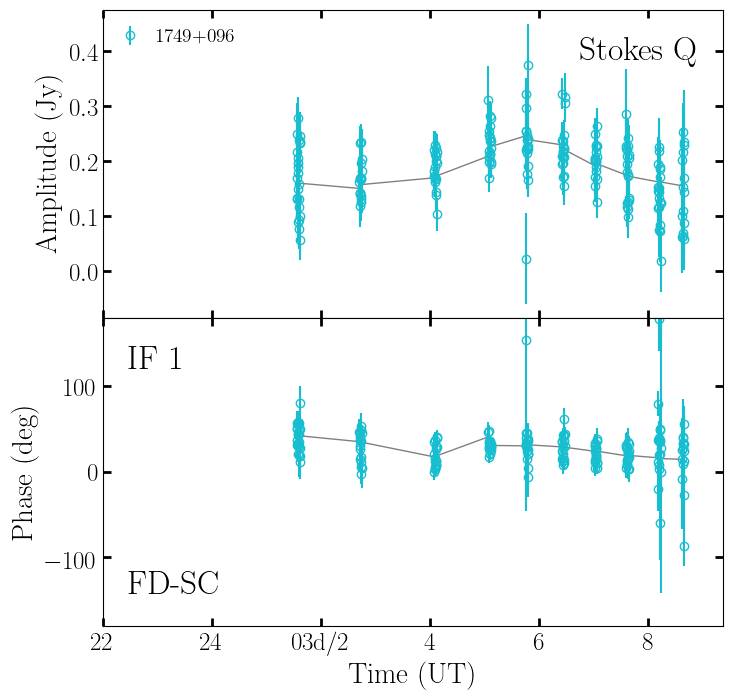 1749+096
Stokes Q
0.4
0.3
0.2
0.1
0.0
Amplitude (Jy)
IF 1
100
0
−100
Phase (deg)
FD-SC
22 24 03d/2 4 6 8
Time (UT)